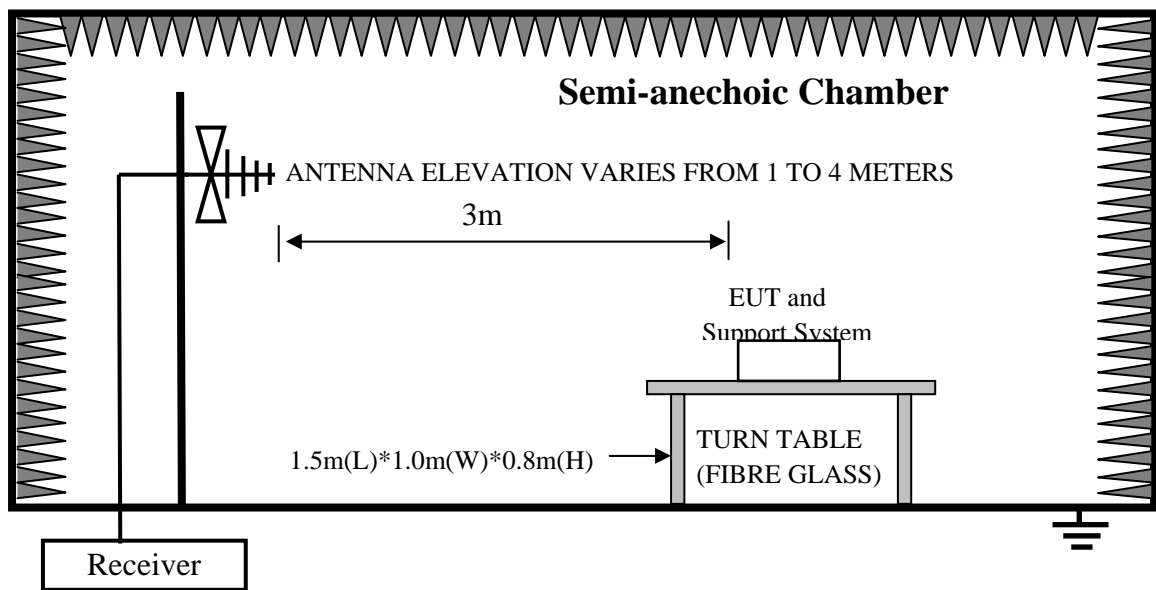 Semi-anechoic Chamber
ANTENNA ELEVATION VARIES FROM 1 TO 4 METERS
3m
EUT and
Support System
TURN TABLE
(FIBRE GLASS)
1.5m(L)*1.0m(W)*0.8m(H)
Receiver